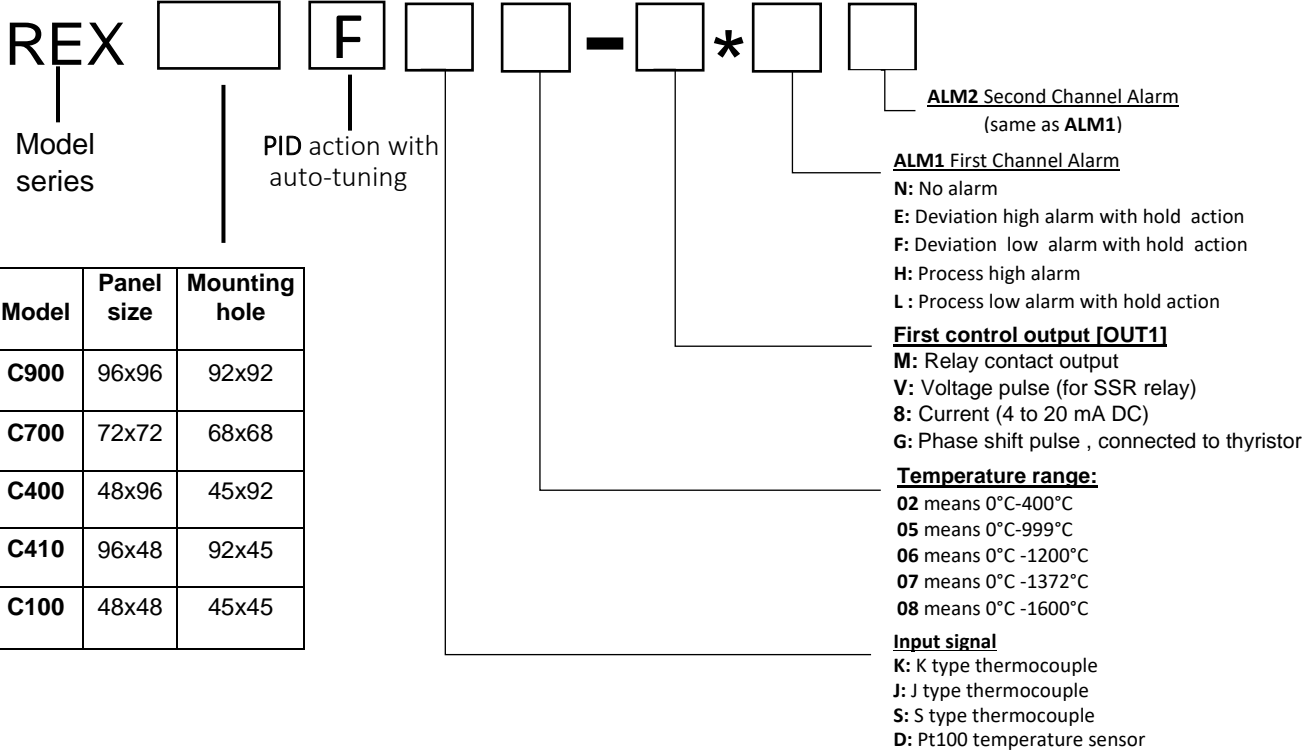 REX F - *
Model
series
PID action with
auto-tuning
Model Panel size Mounting hole
C900 96x96 92x92
C700 72x72 68x68
C400 48x96 45x92
C410 96x48 92x45
C100 48x48 45x45
ALM2 Second Channel Alarm
(same as ALM1)
ALM1 First Channel Alarm
N: No alarm
E: Deviation high alarm with hold action
F: Deviation low alarm with hold action
H: Process high alarm
L : Process low alarm with hold action
First control output [OUT1]
M: Relay contact output
V: Voltage pulse (for SSR relay)
8: Current (4 to 20 mA DC)
G: Phase shift pulse , connected to thyristor
Temperature range:
02 means 0°C-400°C
05 means 0°C-999°C
06 means 0°C -1200°C
07 means 0°C -1372°C
08 means 0°C -1600°C
Input signal
K: K type thermocouple
J: J type thermocouple
S: S type thermocouple
D: Pt100 temperature sensor